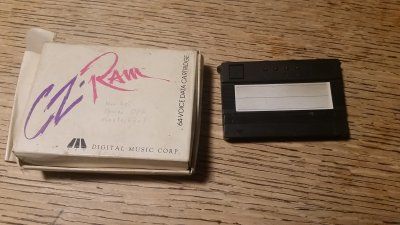 CZ-RAM
64 VOICE DATA CARTRIDGE
DIGITAL MUSIC CORP.